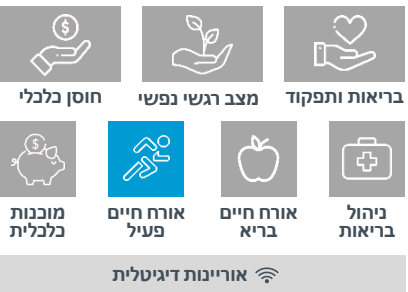 בריאות ותפקוד
מצב רגשי נפשי
חוסן כלכלי
ניהול
בריאות
אורח חיים
בריא
אורח חיים
פעיל
מוכנות
כלכלית
אוריינות דיגיטלית